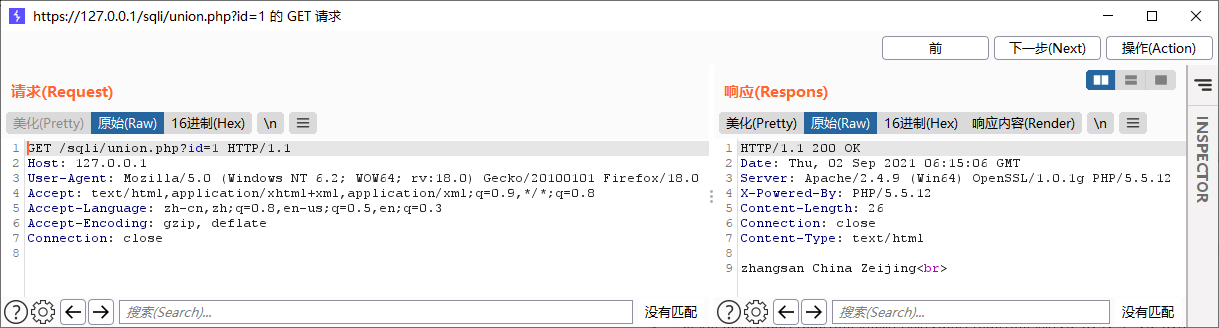 https://127.0.0.1/sqli/union.php?id=1 的 GET 请求
前 下一步(Next) 操作(Action)
请求(Request)
美化(Pretty) 原始(Raw) 16进制(Hex) \n
1 GET /sqli/union.php?id=1 HTTP/1.1
2 Host: 127.0.0.1
3 User-Agent: Mozilla/5.0 (Windows NT 6.2; WOW64; rv:18.0) Gecko/20100101 Firefox/18.0
4 Accept: text/html,application/xhtml+xml,application/xml;q=0.9,*/*;q=0.8
5 Accept-Language: zh-cn,zh;q=0.8,en-us;q=0.5,en;q=0.3
6 Accept-Encoding: gzip, deflate
7 Connection: close
8
搜索(Search)... 没有匹配
响应(Respons)
美化(Pretty) 原始(Raw) 16进制(Hex) 响应内容(Render) \n
1 HTTP/1.1 200 OK
2 Date: Thu, 02 Sep 2021 06:15:06 GMT
3 Server: Apache/2.4.9 (Win64) OpenSSL/1.0.1g PHP/5.5.12
4 X-Powered-By: PHP/5.5.12
5 Content-Length: 26
6 Connection: close
7 Content-Type: text/html
8
9 zhangsan China Zeijing<br>
搜索(Search)... 没有匹配
INSPECTOR